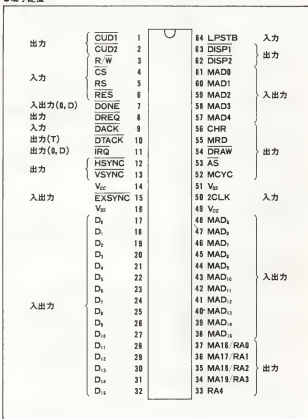 出力
CUD1 1
CUD2 2
R/W 3
入力
CS 4
RS 5
RES 6
入出力(O,D) DONE 7
出力 DREQ 8
入力 DACK 9
出力(T) DTACK 10
出力(O,D) IRQ 11
出力
HSYNC 12
VSYNC 13
Vcc 14
入出力 EXSYNC 15
Vss 16
入出力
D₀ 17
D₁ 18
D₂ 19
D₃ 20
D₄ 21
D₅ 22
D₆ 23
D₇ 24
D₈ 25
D₉ 26
D₁₀ 27
D₁₁ 28
D₁₂ 29
D₁₃ 30
D₁₄ 31
D₁₅ 32
64 LPSTB 入力
63 DISP1
62 DISP2
出力
61 MAD0
60 MAD1
59 MAD2
58 MAD3
57 MAD4
入出力
56 CHR
55 MRD
54 DRAW
53 AS
52 MCYC
出力
51 Vss
50 2CLK 入力
49 Vcc
48 MAD₅
47 MAD₆
46 MAD₇
45 MAD₈
44 MAD₉
43 MAD₁₀
42 MAD₁₁
41 MAD₁₂
40 MAD₁₃
39 MAD₁₄
38 MAD₁₅
入出力
37 MA16/RA0
36 MA17/RA1
35 MA18/RA2
34 MA19/RA3
33 RA4
出力